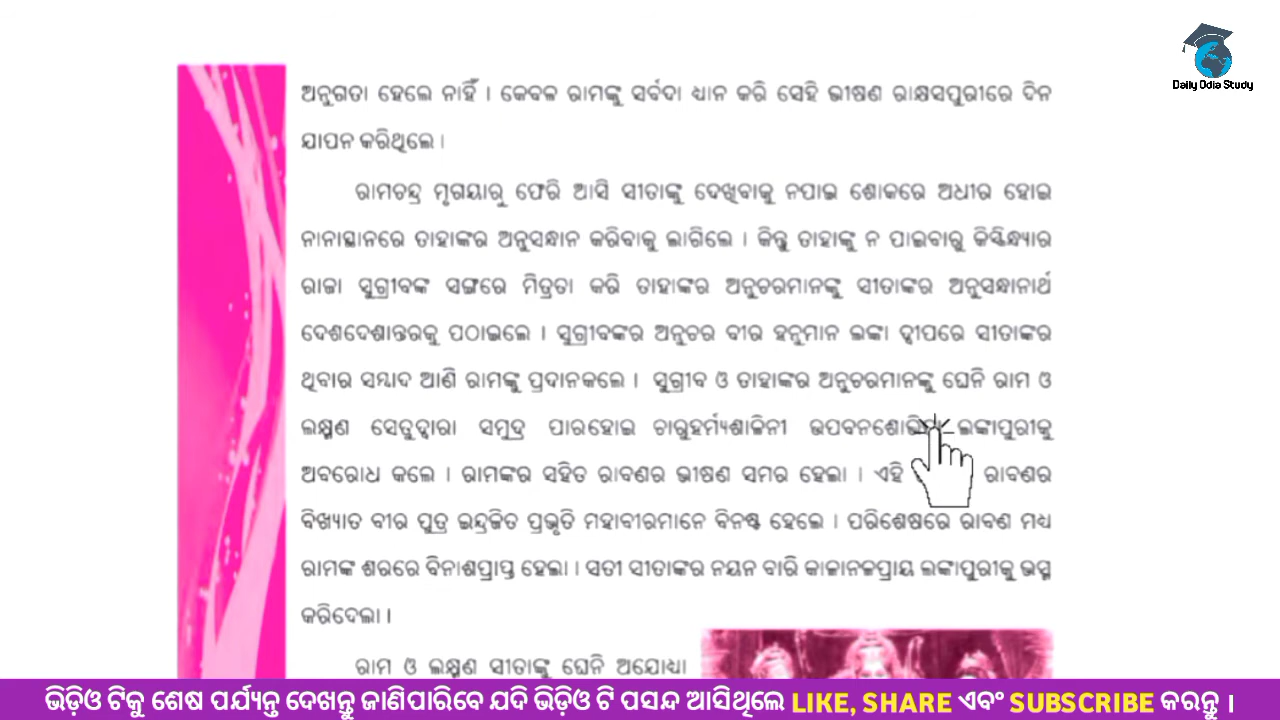 Daily Odia Study
ଅନୁଗତା ହେଲେ ନାହିଁ । କେବଳ ରାମଙ୍କୁ ସର୍ବଦା ଧ୍ୟାନ କରି ସେହି ଭୀଷଣ ରାକ୍ଷସପୁରୀରେ ଦିନ
ଯାପନ କରିଥିଲେ ।
ରାମଚନ୍ଦ୍ର ମୃଗୟାରୁ ଫେରି ଆସି ସୀତାଙ୍କୁ ଦେଖିବାକୁ ନପାଇ ଶୋକରେ ଅଧୀର ହୋଇ
ନାନାସ୍ଥାନରେ ତାହାଙ୍କର ଅନୁସନ୍ଧାନ କରିବାକୁ ଲାଗିଲେ । କିନ୍ତୁ ତାହାଙ୍କୁ ନ ପାଇବାରୁ କିଷ୍କିନ୍ଧ୍ୟାର
ରାଜା ସୁଗ୍ରୀବଙ୍କ ସଙ୍ଗରେ ମିତ୍ରତା କରି ତାହାଙ୍କର ଅନୁଚରମାନଙ୍କୁ ସୀତାଙ୍କର ଅନୁସନ୍ଧାନାର୍ଥ
ଦେଶଦେଶାନ୍ତରକୁ ପଠାଇଲେ । ସୁଗ୍ରୀବଙ୍କର ଅନୁଚର ବୀର ହନୁମାନ ଲଙ୍କା ଦ୍ୱୀପରେ ସୀତାଙ୍କର
ଥିବାର ସମ୍ବାଦ ଆଣି ରାମଙ୍କୁ ପ୍ରଦାନକଲେ । ସୁଗ୍ରୀବ ଓ ତାହାଙ୍କର ଅନୁଚରମାନଙ୍କୁ ଘେନି ରାମ ଓ
ଲକ୍ଷ୍ମଣ ସେତୁଦ୍ୱାରା ସମୁଦ୍ର ପାରହୋଇ ଚାରୁହର୍ମ୍ୟଶାଳିନୀ ଲଙ୍କାପୁରୀକୁ
ଅବରୋଧ କଲେ । ରାମଙ୍କର ସହିତ ରାବଣର ଭୀଷଣ ସମର ହେଲା । ଏହି ରାବଣର
ବିଖ୍ୟାତ ବୀର ପୁତ୍ର ଇନ୍ଦ୍ରଜିତ ପ୍ରଭୃତି ମହାବୀରମାନେ ବିନଷ୍ଟ ହେଲେ । ପରିଶେଷରେ ରାବଣ ମଧ୍ୟ
ରାମଙ୍କ ଶରରେ ବିନାଶପ୍ରାପ୍ତ ହେଲା । ସତୀ ସୀତାଙ୍କର ନୟନ ବାରି କାଳାନଳପ୍ରାୟ ଲଙ୍କାପୁରୀକୁ ଭସ୍ମ
କରିଦେଲା ।
ରାମ ଓ ଲକ୍ଷ୍ମଣ ସୀତାଙ୍କୁ ଘେନି ଅଯୋଧ୍ୟା
ଭିଡ଼ିଓ ଟିକୁ ଶେଷ ପର୍ଯ୍ୟନ୍ତ ଦେଖନ୍ତୁ ଜାଣିପାରିବେ ଯଦି ଭିଡ଼ିଓ ଟି ପସନ୍ଦ ଆସିଥିଲେ LIKE, SHARE ଏବଂ SUBSCRIBE କରନ୍ତୁ ।